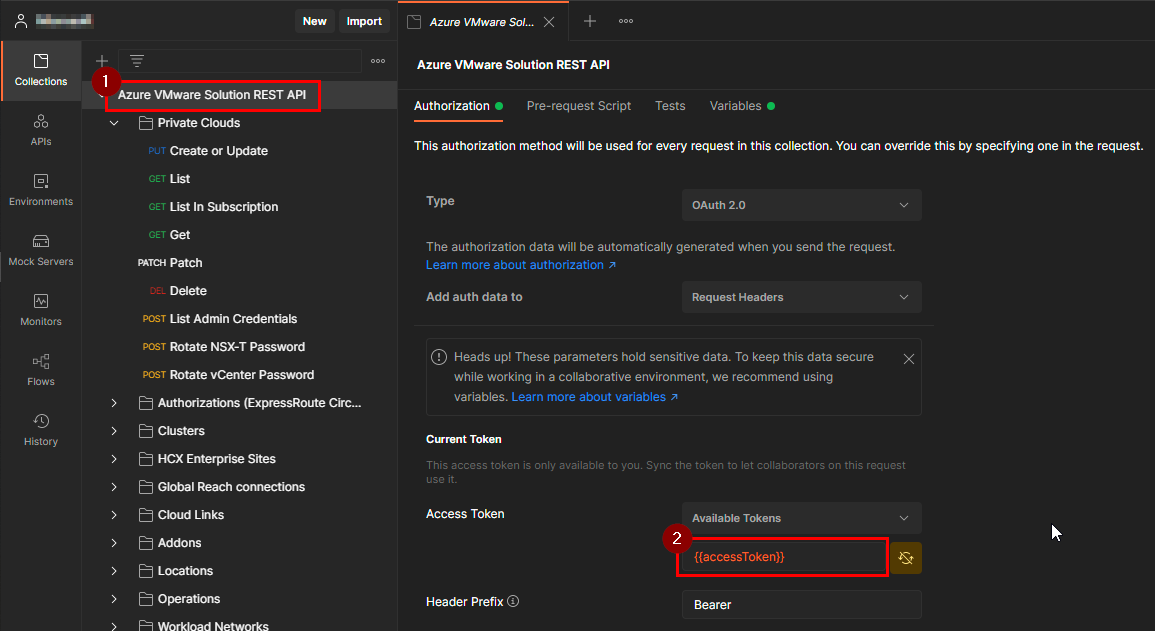 New
Import
Azure VMware Sol...
Collections
APIs
Environments
Mock Servers
Monitors
Flows
History
1
Azure VMware Solution REST API
Private Clouds
PUT Create or Update
GET List
GET List In Subscription
GET Get
PATCH Patch
DEL Delete
POST List Admin Credentials
POST Rotate NSX-T Password
POST Rotate vCenter Password
Authorizations (ExpressRoute Circ...
Clusters
HCX Enterprise Sites
Global Reach connections
Cloud Links
Addons
Locations
Operations
Workload Networks
Azure VMware Solution REST API
Authorization
Pre-request Script
Tests
Variables
This authorization method will be used for every request in this collection. You can override this by specifying one in the request.
Type
OAuth 2.0
The authorization data will be automatically generated when you send the request.
Learn more about authorization ↗
Add auth data to
Request Headers
Heads up! These parameters hold sensitive data. To keep this data secure
while working in a collaborative environment, we recommend using
variables. Learn more about variables ↗
Current Token
This access token is only available to you. Sync the token to let collaborators on this request
use it.
Access Token
Available Tokens
2
{{accessToken}}
Header Prefix
Bearer